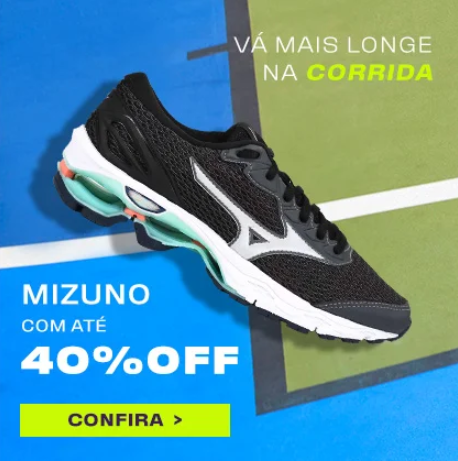 VÁ MAIS LONGE
NA CORRIDA
MIZUNO
COM ATÉ
40%OFF
CONFIRA >